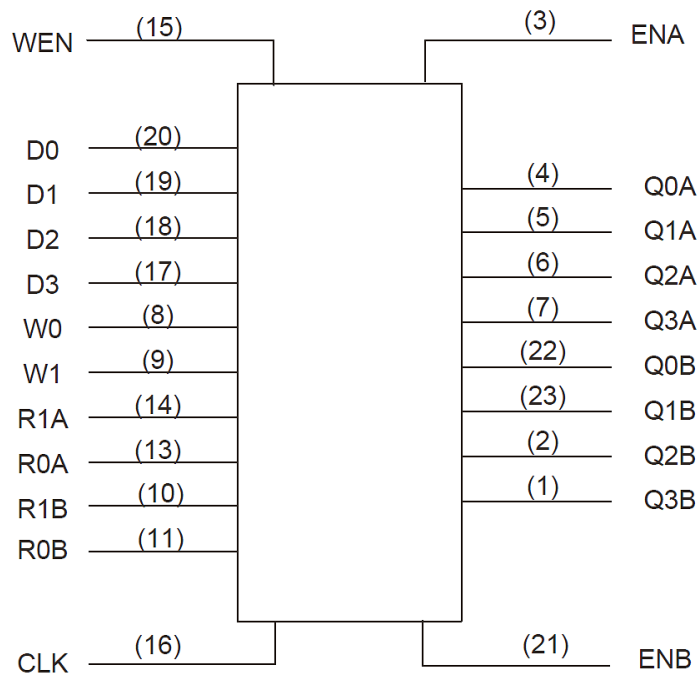 WEN (15) (3) ENA
D0 (20)
D1 (19) (4) Q0A
D2 (18) (5) Q1A
D3 (17) (6) Q2A
W0 (8) (7) Q3A
W1 (9) (22) Q0B
R1A (14) (23) Q1B
R0A (13) (2) Q2B
R1B (10) (1) Q3B
R0B (11)
CLK (16) (21) ENB